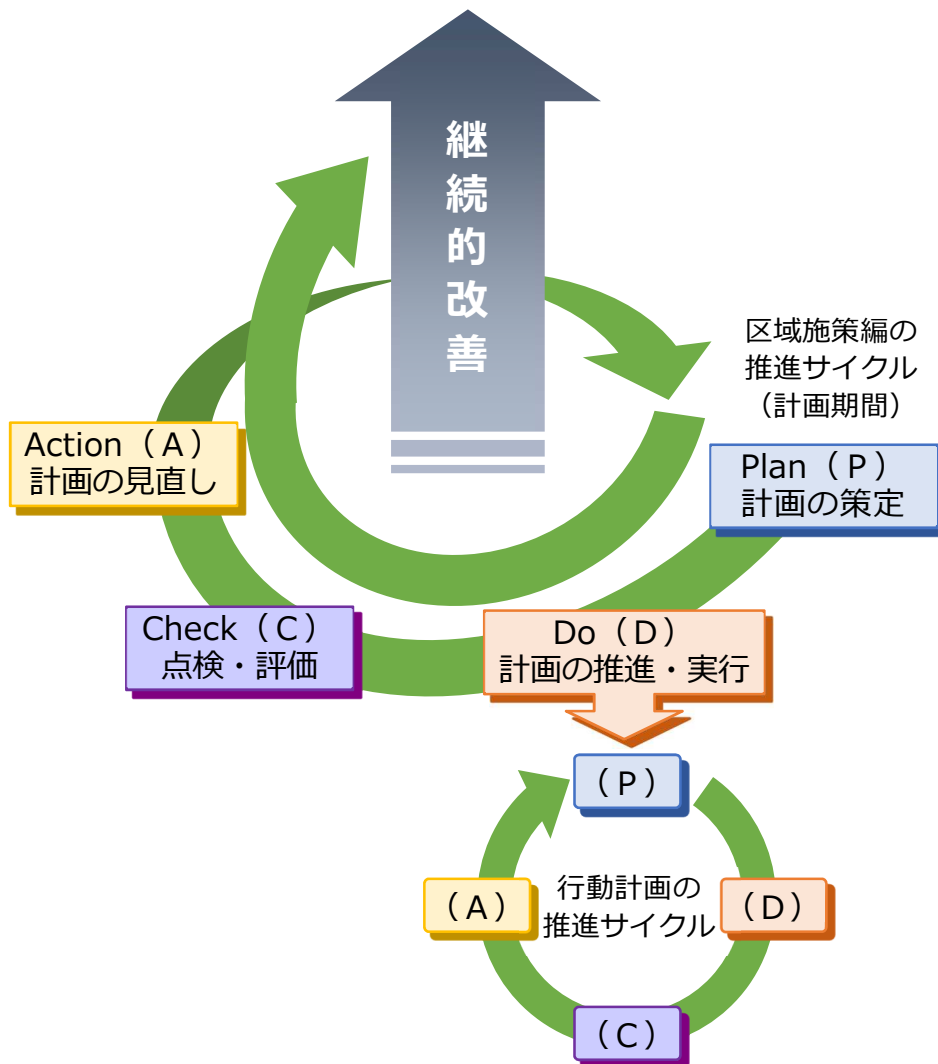 継続的改善
区域施策編の
推進サイクル
（計画期間）
Plan（Ｐ）
計画の策定
Action（Ａ）
計画の見直し
Check（Ｃ）
点検・評価
Do（Ｄ）
計画の推進・実行
（Ｐ）
（Ａ）
行動計画の
推進サイクル
（Ｄ）
（Ｃ）